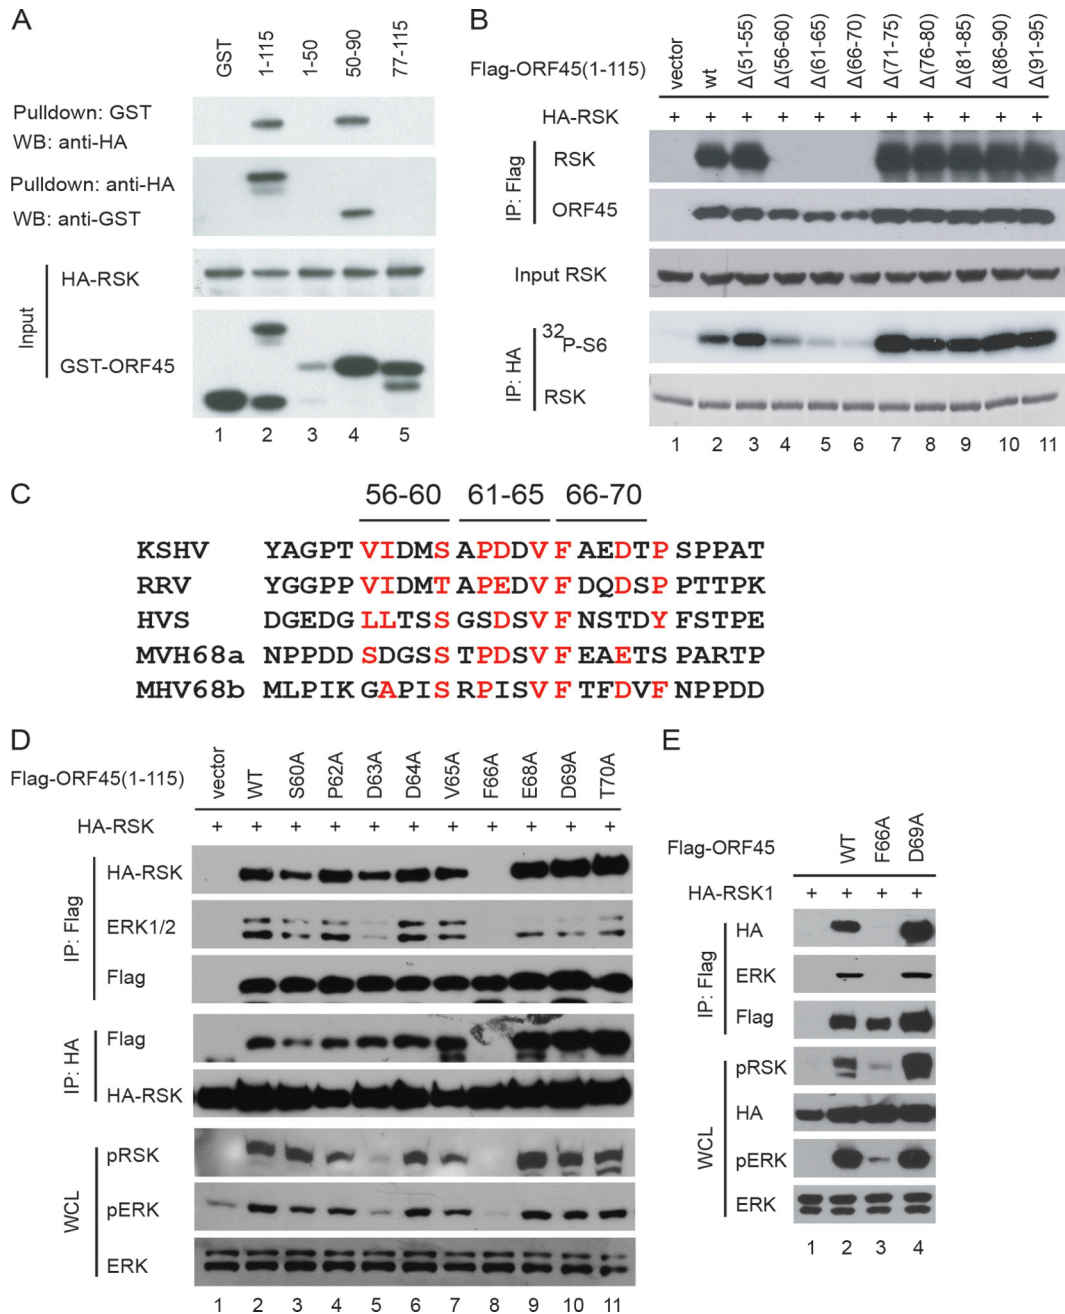 A
GST
1-115
1-50
50-90
77-115
Pulldown: GST
WB: anti-HA
Pulldown: anti-HA
WB: anti-GST
Input
HA-RSK
GST-ORF45
1 2 3 4 5
B
Flag-ORF45(1-115)
vector
wt
Δ(51-55)
Δ(56-60)
Δ(61-65)
Δ(66-70)
Δ(71-75)
Δ(76-80)
Δ(81-85)
Δ(86-90)
Δ(91-95)
HA-RSK + + + + + + + + + + +
IP: Flag
RSK
ORF45
Input RSK
IP: HA
32P-S6
RSK
1 2 3 4 5 6 7 8 9 10 11
C
56-60 61-65 66-70
KSHV YAGPT VIDMS APDDV FAEDTP SPPAT
RRV YGGPP VIDMT APEDV FDQDSP PTTPK
HVS DGEDG LLTSS GSDSV FNSTDY FSTPE
MVH68a NPPDD SDGSS TPDSV FEAETS PARTP
MHV68b MLPIK GAPIS RPISV FTFDVF NPPDD
D
Flag-ORF45(1-115)
vector
WT
S60A
P62A
D63A
D64A
V65A
F66A
E68A
D69A
T70A
HA-RSK + + + + + + + + + + +
IP: Flag
HA-RSK
ERK1/2
Flag
IP: HA
Flag
HA-RSK
WCL
pRSK
pERK
ERK
1 2 3 4 5 6 7 8 9 10 11
E
Flag-ORF45
WT
F66A
D69A
HA-RSK1 + + + +
IP: Flag
HA
ERK
Flag
WCL
pRSK
HA
pERK
ERK
1 2 3 4